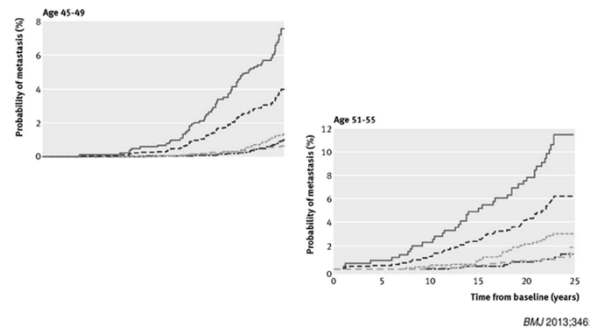 Age 45-49
Probability of metastasis (%)
8
6
4
2
0
Age 51-55
Probability of metastasis (%)
12
10
8
6
4
2
0
0 5 10 15 20 25
Time from baseline (years)
BMJ 2013;346: